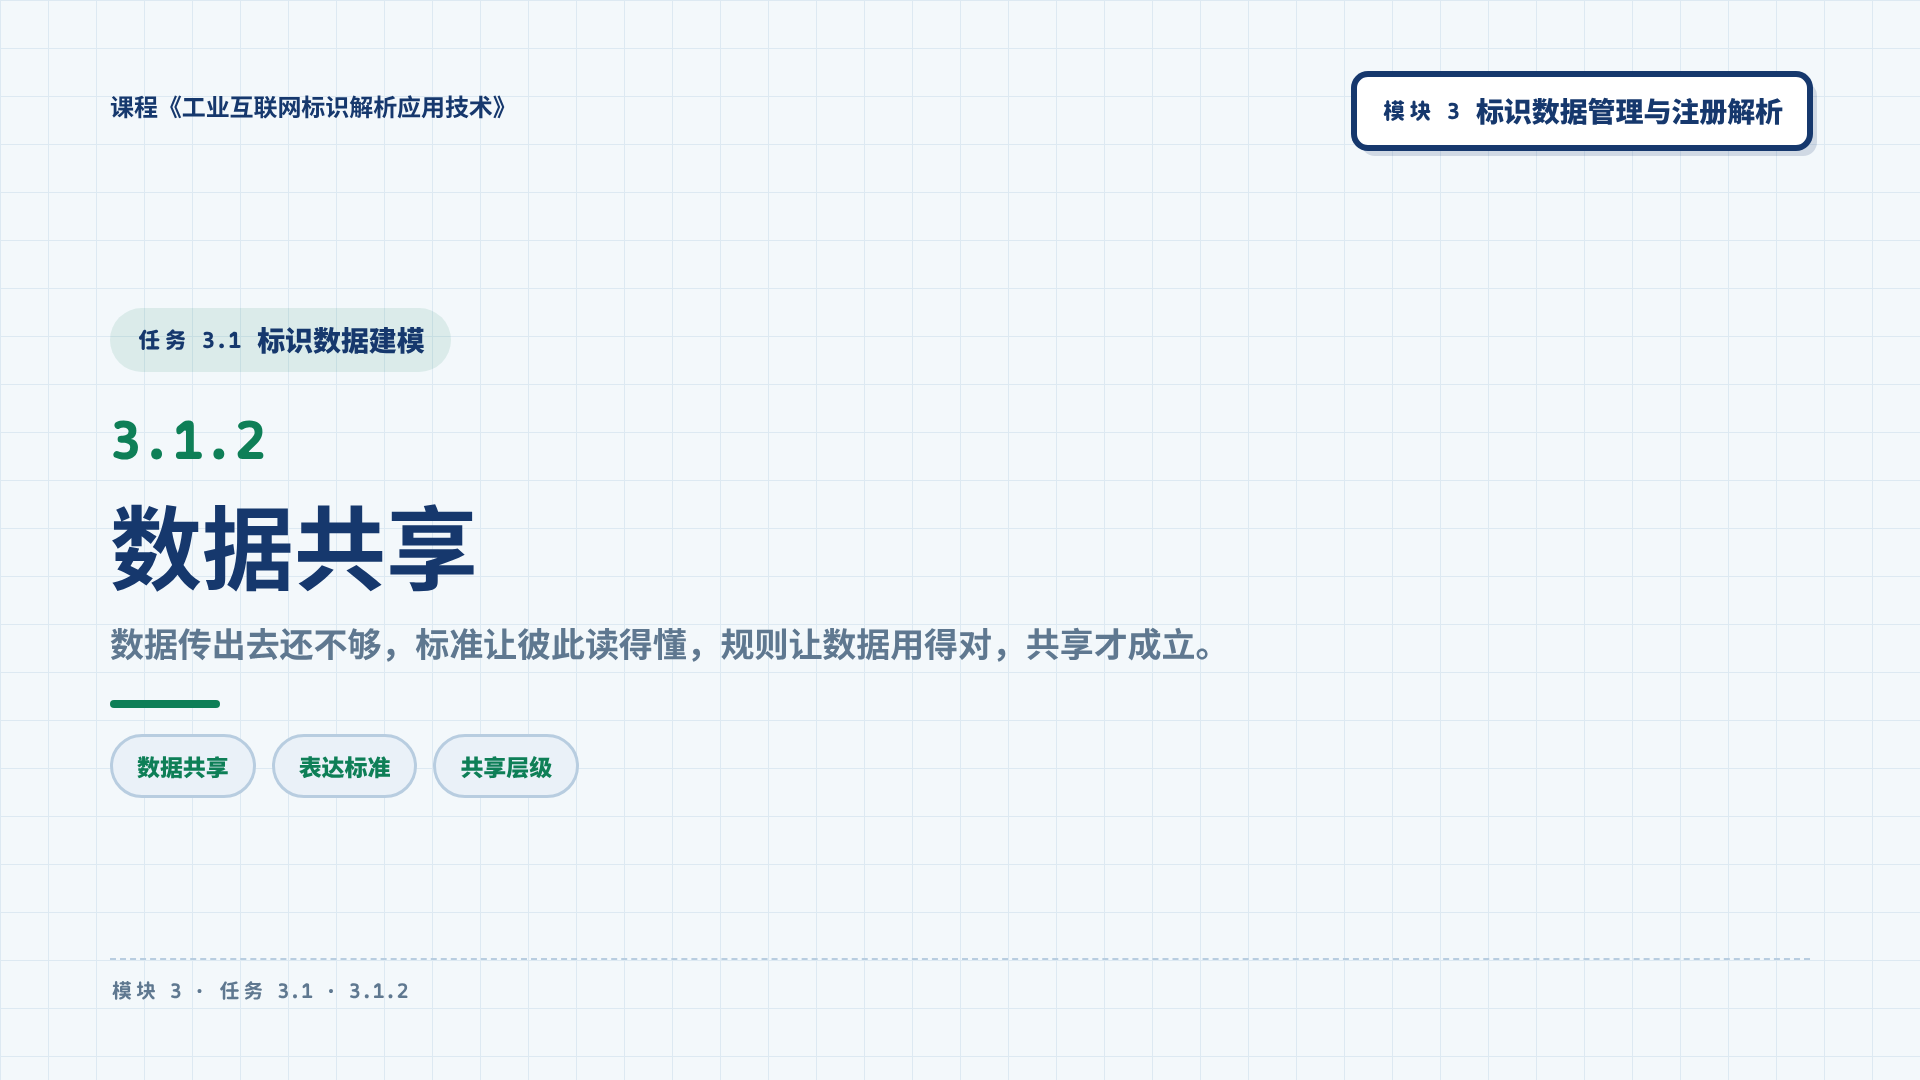 课程《工业互联网标识解析应用技术》
模块 3 标识数据管理与注册解析
任务 3.1 标识数据建模
3.1.2
数据共享
数据传出去还不够，标准让彼此读得懂，规则让数据用得对，共享才成立。
数据共享
表达标准
共享层级
模块 3 · 任务 3.1 · 3.1.2